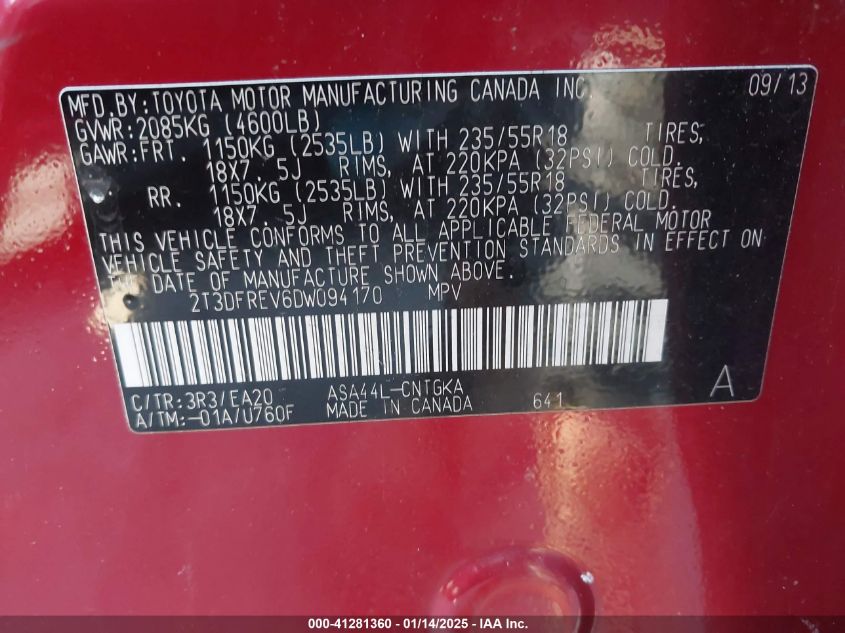 MFD.BY:TOYOTA MOTOR MANUFACTURING CANADA INC. 09/13
GVWR:2085KG (4600LB)
GAWR:FRT. 1150KG (2535LB) WITH 235/55R18 TIRES,
18X7. 5J RIMS, AT 220KPA (32PSI) COLD.
RR. 1150KG (2535LB) WITH 235/55R18 TIRES,
18X7. 5J RIMS, AT 220KPA (32PSI) COLD.
THIS VEHICLE CONFORMS TO ALL APPLICABLE FEDERAL MOTOR
VEHICLE SAFETY AND THEFT PREVENTION STANDARDS IN EFFECT ON
THE DATE OF MANUFACTURE SHOWN ABOVE.
2T3DFREV6DW094170 MPV
C/TR:3R3/EA20 ASA44L-CNTGKA A
A/TM:-01A/U760F MADE IN CANADA 641
000-41281360 - 01/14/2025 - IAA Inc.